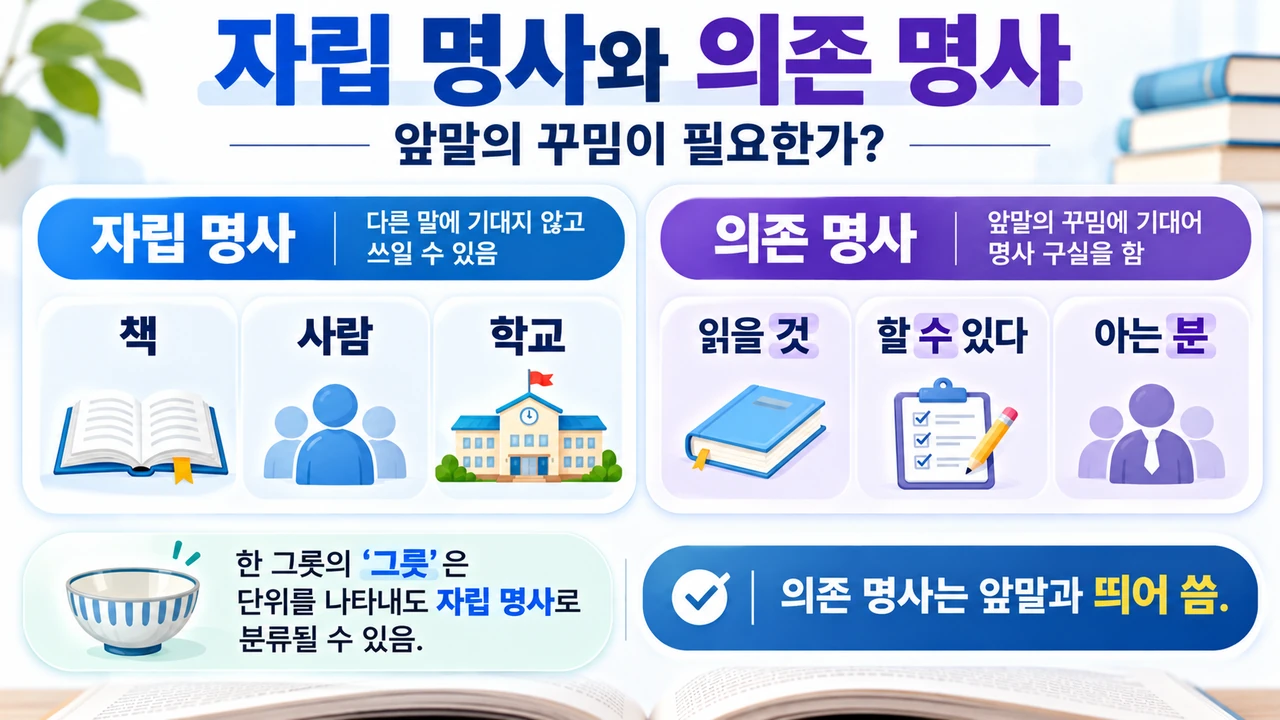 자립 명사와 의존 명사
앞말의 꾸밈이 필요한가?
자립 명사
다른 말에 기대지 않고
쓰일 수 있음
책
사람
학교
의존 명사
앞말의 꾸밈에 기대어
명사 구실을 함
읽을 것
할 수 있다
아는 분
한 그롯의 ‘그릇’은
단위를 나타내도 자립 명사로
분류될 수 있음.
의존 명사는 앞말과 띄어 씀.